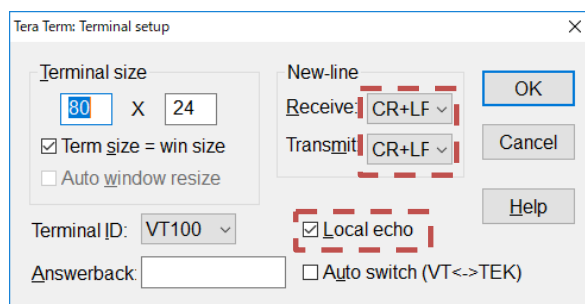 Tera Term: Terminal setup
Terminal size
80 X 24
Term size = win size
Auto window resize
New-line
Receive: CR+LF
Transmit: CR+LF
OK
Cancel
Help
Terminal ID: VT100
Local echo
Answerback:
Auto switch (VT<->TEK)